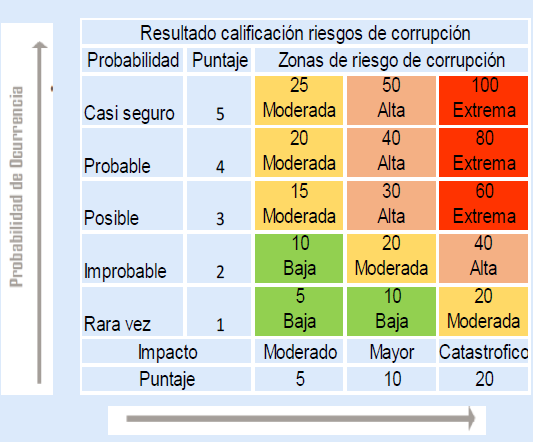 Resultado calificación riesgos de corrupción
Probabilidad Puntaje Zonas de riesgo de corrupción
25 50 100
Casi seguro 5 Moderada Alta Extrema
20 40 80
Probable 4 Moderada Alta Extrema
15 30 60
Posible 3 Moderada Alta Extrema
10 20 40
Improbable 2 Baja Moderada Alta
5 10 20
Rara vez 1 Baja Baja Moderada
Impacto Moderado Mayor Catastrofico
Puntaje 5 10 20
Probabilidad de Ocurrencia